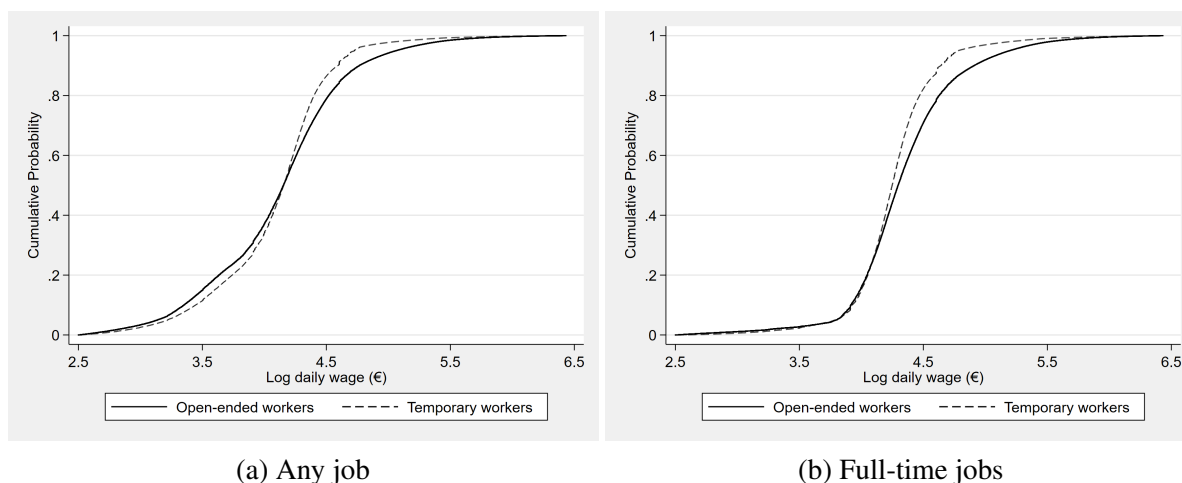 Cumulative Probability
1
.8
.6
.4
.2
0
2.5 3.5 4.5 5.5 6.5
Log daily wage (€)
Open-ended workers Temporary workers
(a) Any job
Cumulative Probability
1
.8
.6
.4
.2
0
2.5 3.5 4.5 5.5 6.5
Log daily wage (€)
Open-ended workers Temporary workers
(b) Full-time jobs